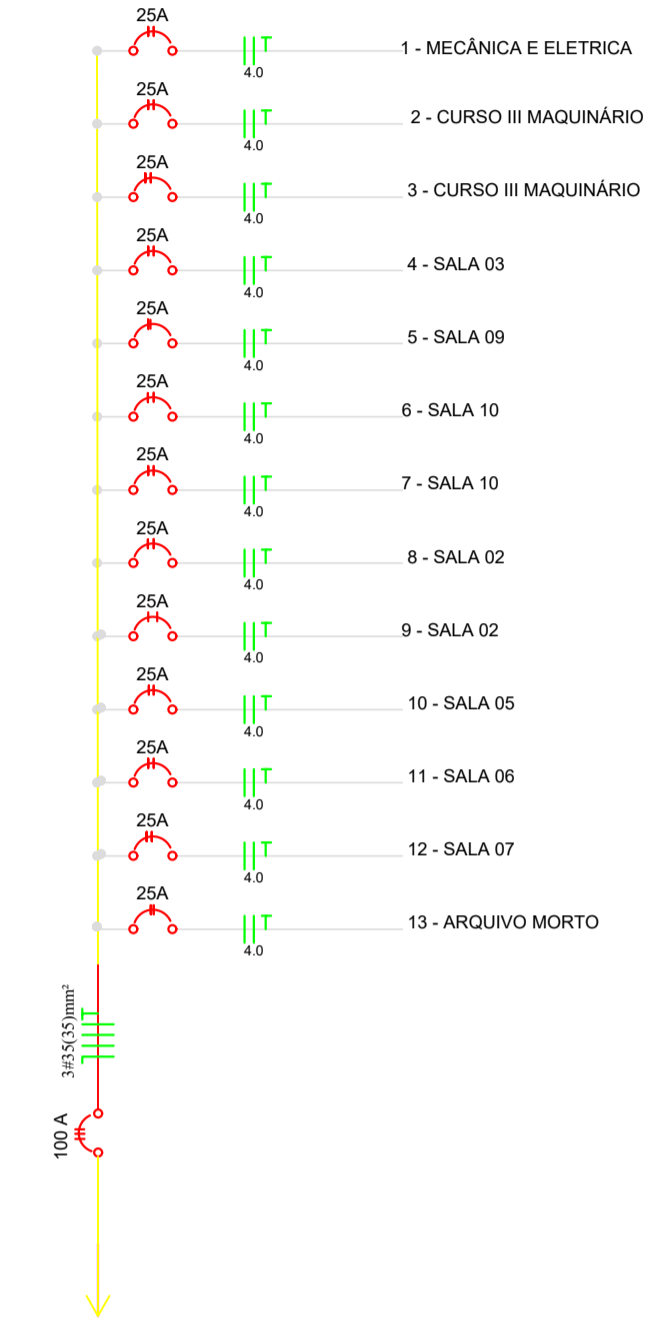 25A
T
4.0
1 - MECÂNICA E ELETRICA
25A
T
4.0
2 - CURSO III MAQUINÁRIO
25A
T
4.0
3 - CURSO III MAQUINÁRIO
25A
T
4.0
4 - SALA 03
25A
T
4.0
5 - SALA 09
25A
T
4.0
6 - SALA 10
25A
T
4.0
7 - SALA 10
25A
T
4.0
8 - SALA 02
25A
T
4.0
9 - SALA 02
25A
T
4.0
10 - SALA 05
25A
T
4.0
11 - SALA 06
25A
T
4.0
12 - SALA 07
25A
T
4.0
13 - ARQUIVO MORTO
3#35(35)mm²
100 A